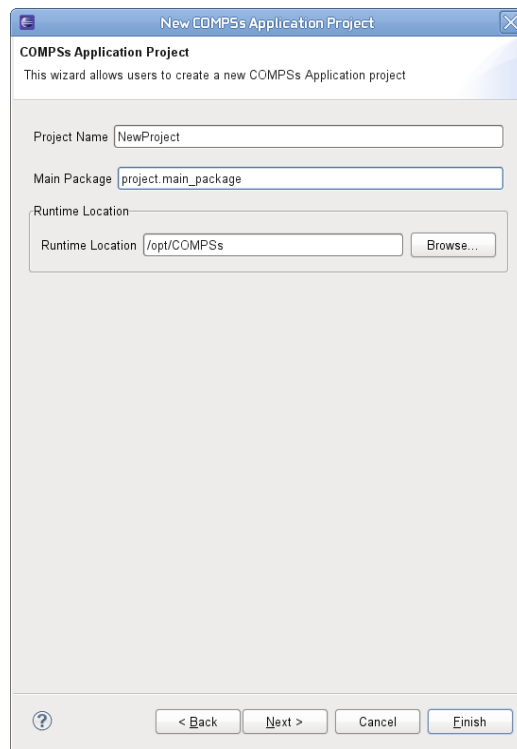 New COMPSs Application Project
COMPSs Application Project
This wizard allows users to create a new COMPSs Application project
Project Name NewProject
Main Package project.main_package
Runtime Location
Runtime Location /opt/COMPSs Browse...
? < Back Next > Cancel Finish